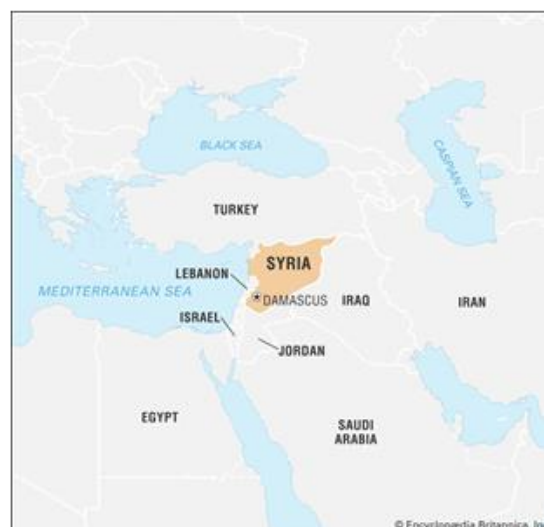 BLACK SEA
CASPIAN SEA
TURKEY
SYRIA
LEBANON
MEDITERRANEAN SEA
DAMASCUS
IRAQ
IRAN
ISRAEL
JORDAN
EGYPT
SAUDI
ARABIA
© Encyclopædia Britannica, In